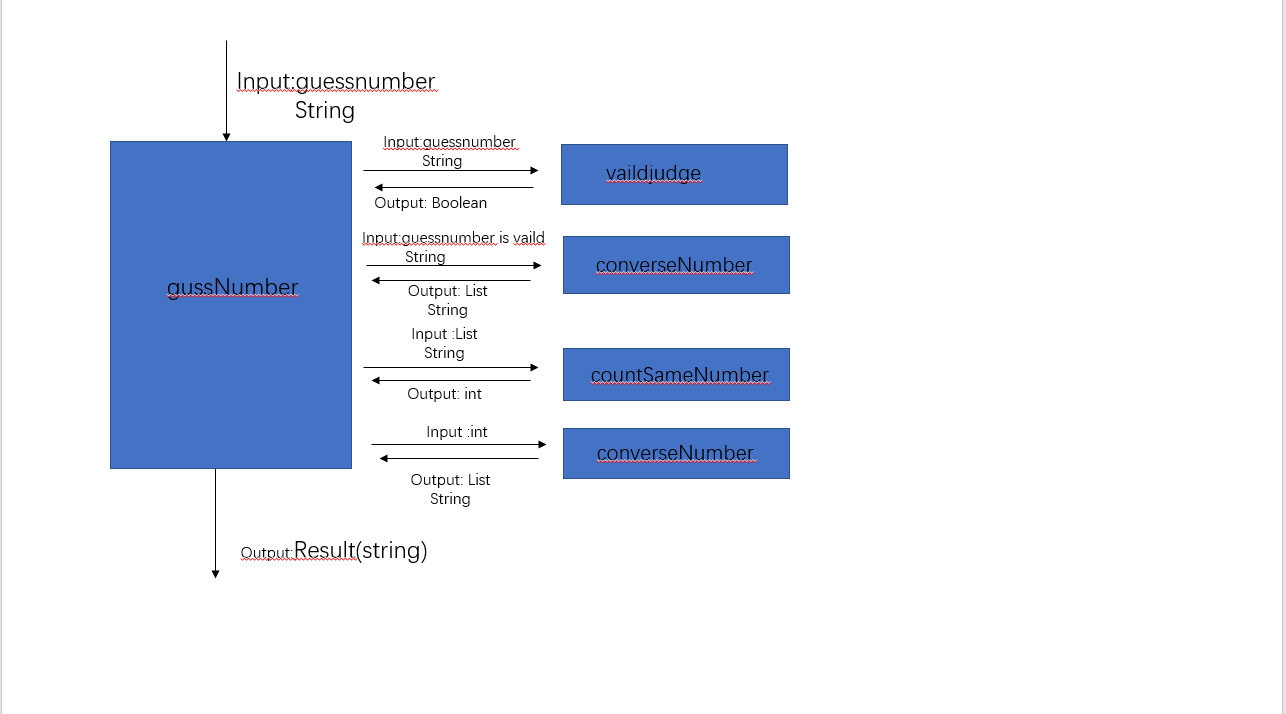 Input:guessnumber
String
Input:guessnumber
String
vaildjudge
Output: Boolean
Input:guessnumber is vaild
String
converseNumber
gussNumber
Output: List
String
Input :List
String
countSameNumber
Output: int
Input :int
converseNumber
Output: List
String
Output:Result(string)